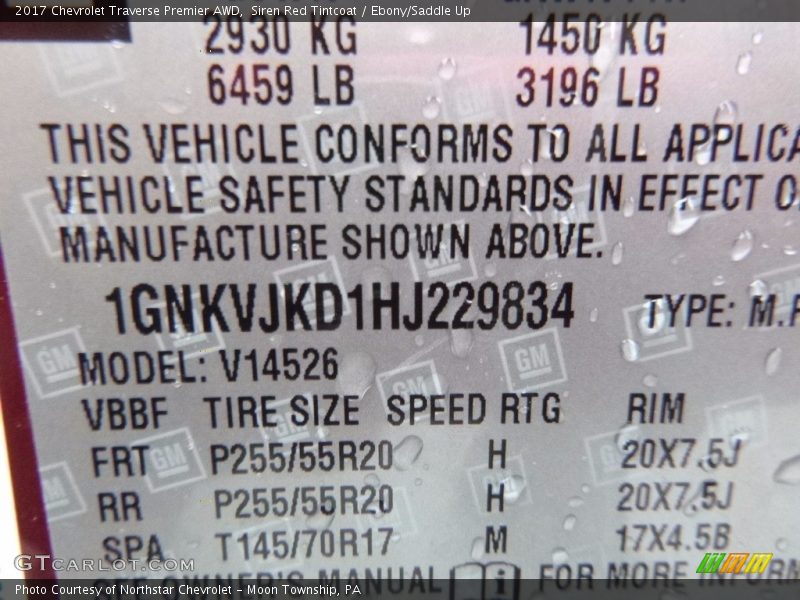 2017 Chevrolet Traverse Premier AWD, Siren Red Tintcoat / Ebony/Saddle Up
2930 KG 1450 KG
6459 LB 3196 LB
THIS VEHICLE CONFORMS TO ALL APPLICA
VEHICLE SAFETY STANDARDS IN EFFECT O
MANUFACTURE SHOWN ABOVE.
1GNKVJKD1HJ229834 TYPE: M.P
MODEL: V14526
VBBF TIRE SIZE SPEED RTG RIM
FRT P255/55R20 H 20X7.5J
RR P255/55R20 H 20X7.5J
SPA T145/70R17 M 17X4.5B
OWNER'S MANUAL FOR MORE INFORM
GTCARLOT.COM
Photo Courtesy of Northstar Chevrolet – Moon Township, PA